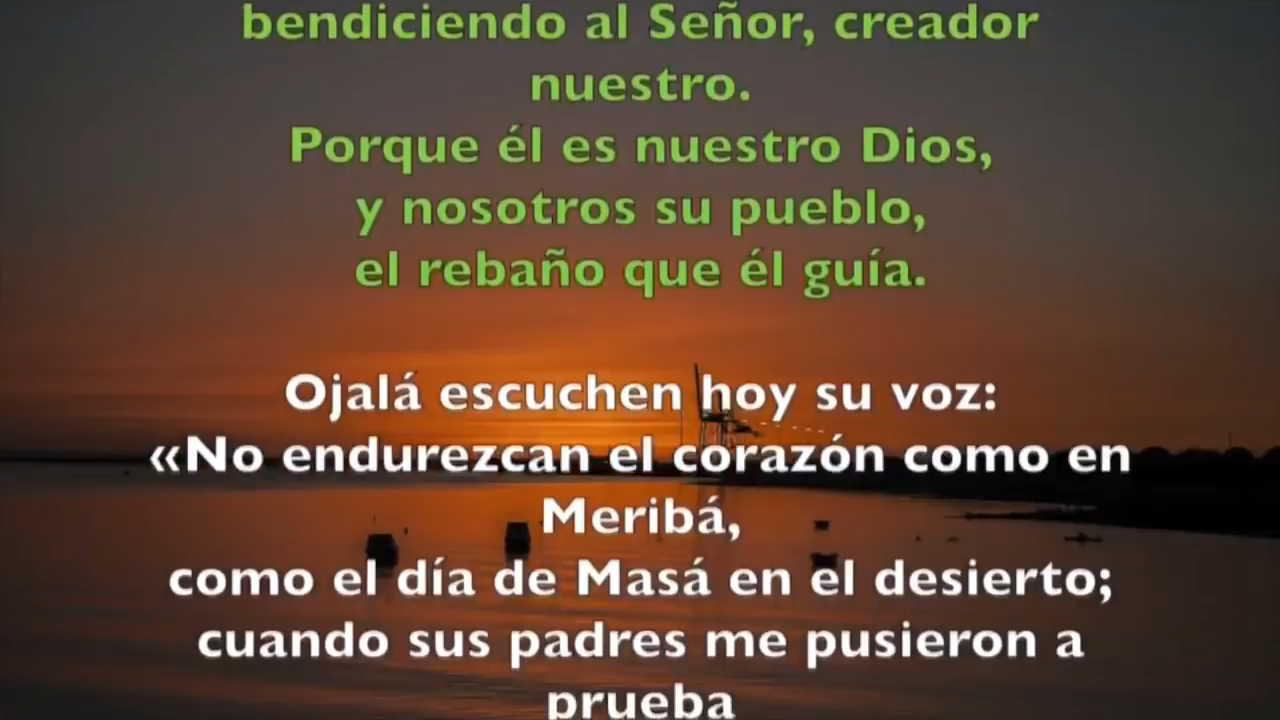 bendiciendo al Señor, creador
nuestro.
Porque él es nuestro Dios,
y nosotros su pueblo,
el rebaño que él guía.
Ojalá escuchen hoy su voz:
«No endurezcan el corazón como en
Meribá,
como el día de Masá en el desierto;
cuando sus padres me pusieron a
prueba